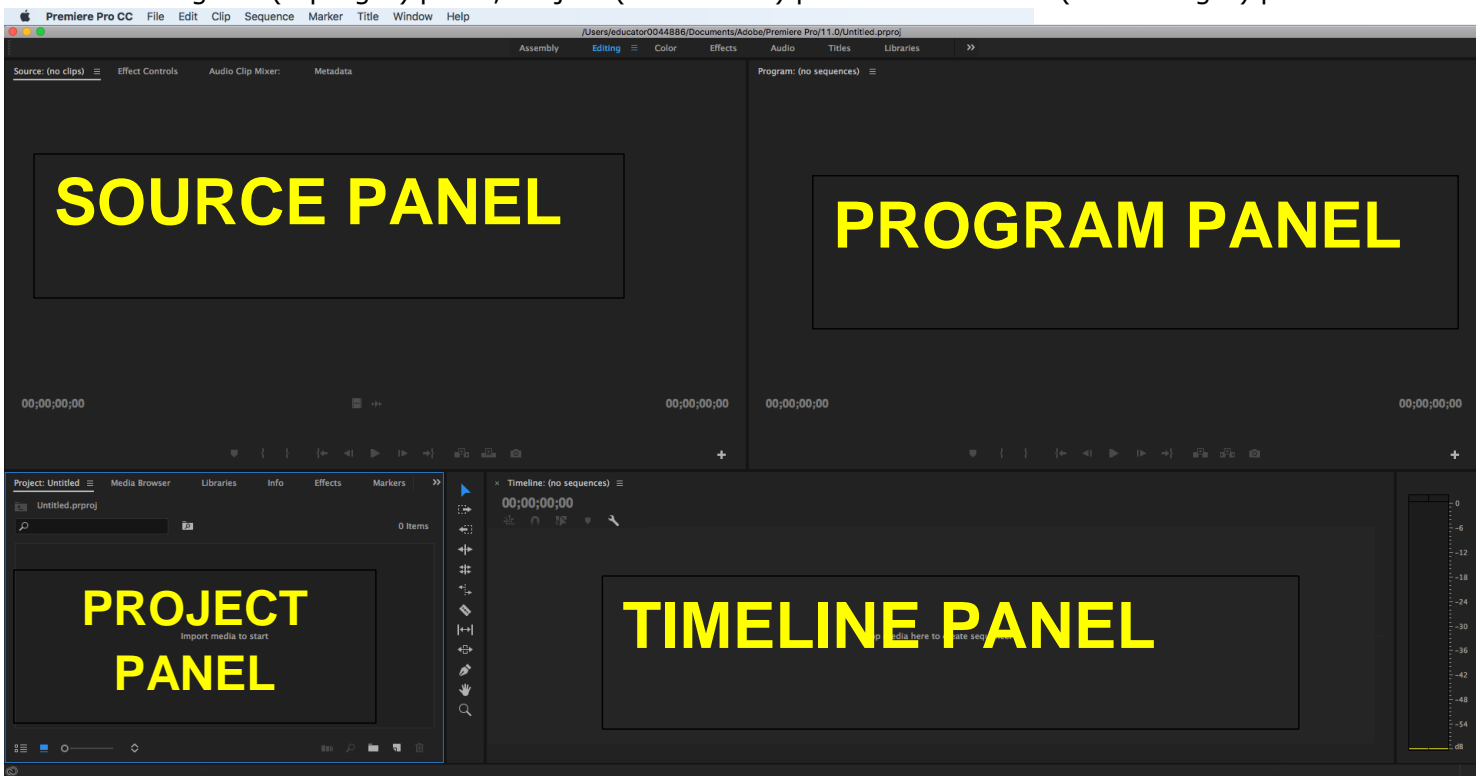 Premiere Pro CC File Edit Clip Sequence Marker Title Window Help
/Users/educator0044886/Documents/Adobe/Premiere Pro/11.0/Untitled.prproj
Assembly Editing Color Effects Audio Titles Libraries
Source: (no clips) Effect Controls Audio Clip Mixer: Metadata
Program: (no sequences)
SOURCE PANEL
PROGRAM PANEL
00;00;00;00 00;00;00;00
00;00;00;00 00;00;00;00
Project: Untitled Media Browser Libraries Info Effects Markers
Untitled.prproj
0 Items
PROJECT
Import media to start
PANEL
Timeline: (no sequences)
00;00;00;00
TIMELINE PANEL
media here to create
0
-6
-12
-18
-24
-30
-36
-42
-48
-54
dB